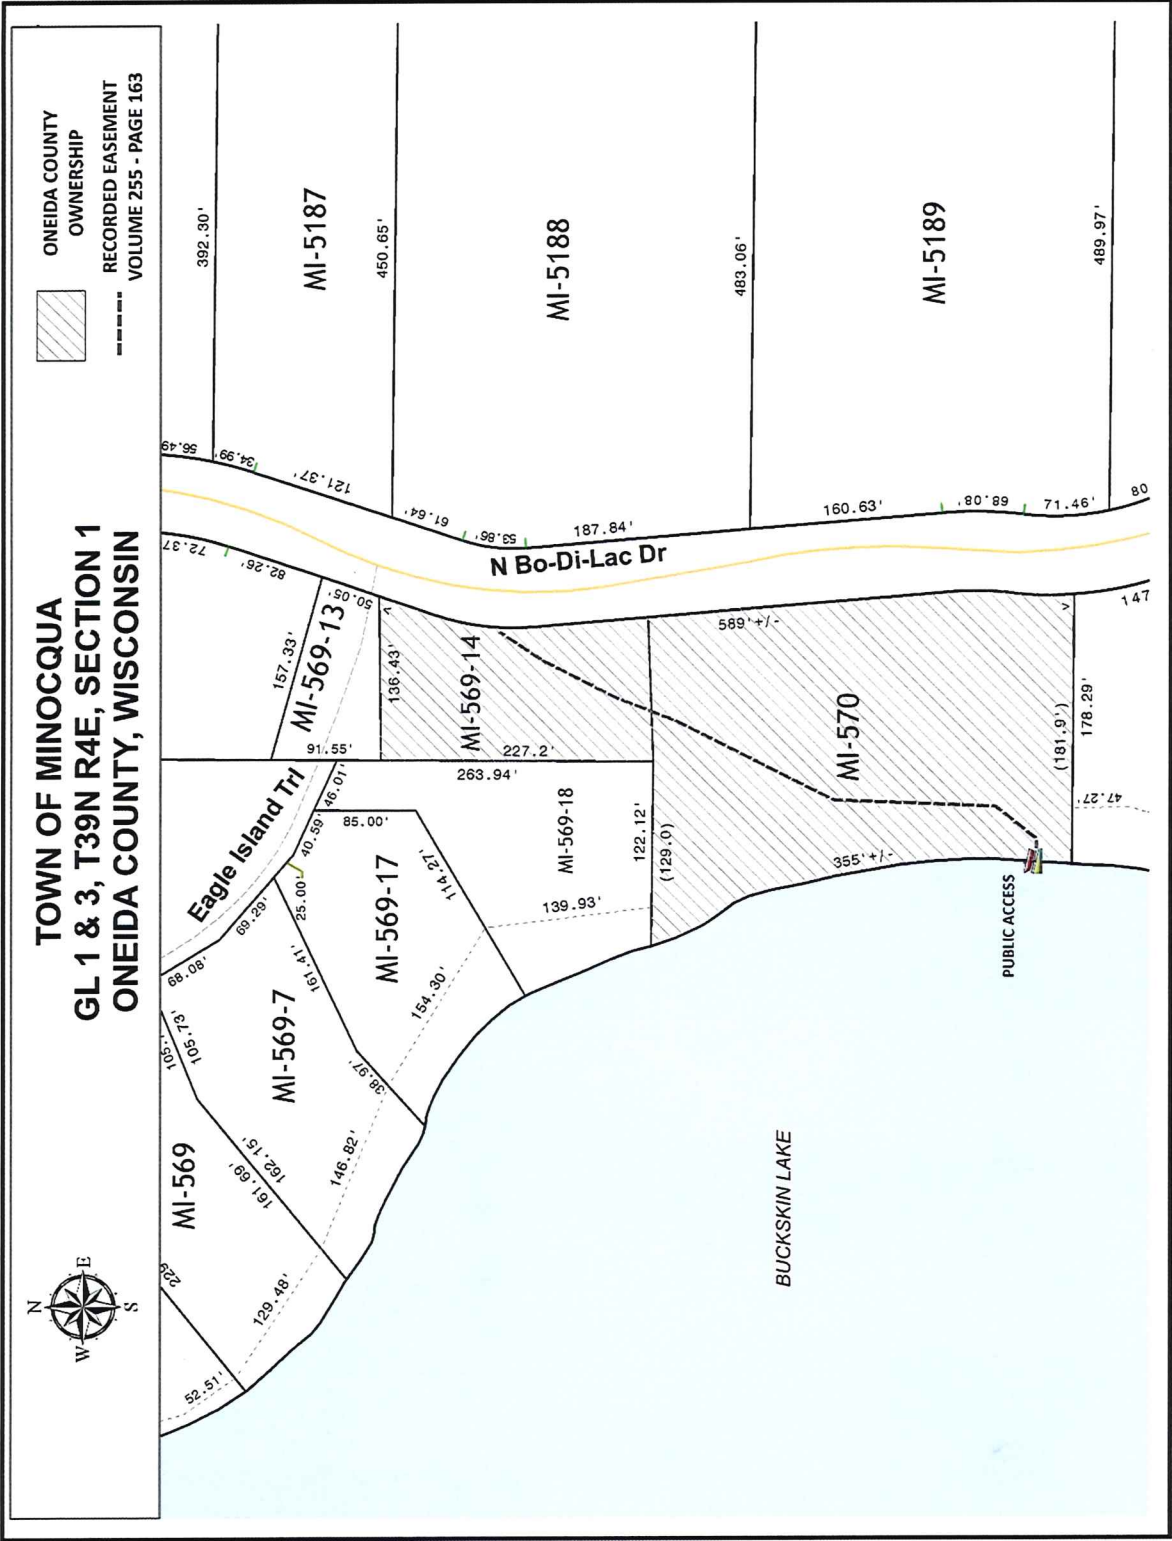 TOWN OF MINOCQUA
GL 1 & 3, T39N R4E, SECTION 1
ONEIDA COUNTY, WISCONSIN
N
W
E
S
ONEIDA COUNTY
OWNERSHIP
RECORDED EASEMENT
VOLUME 255 - PAGE 163
392.30'
MI-5187
450.65'
MI-5188
483.06'
MI-5189
489.97'
56.49
34.99'
121.37'
61.64'
53.86'
187.84'
160.63'
68.08'
71.46'
80
N Bo-Di-Lac Dr
72.37
82.26'
50.05'
589'+/-
147
157.33'
MI-569-13
136.43'
MI-569-14
91.55'
227.2'
263.94'
MI-570
(181.9')
178.29'
47.27'
Eagle Island Trl
46.01'
40.59'
85.00'
25.00'
69.29'
68.08'
MI-569-18
122.12'
(129.0)
355'+/-
114.27'
139.93'
MI-569-17
161.41'
154.30'
PUBLIC ACCESS
105.
105.73'
MI-569-7
38.97'
162.15'
161.69'
146.82'
MI-569
229
129.48'
52.51'
BUCKSKIN LAKE